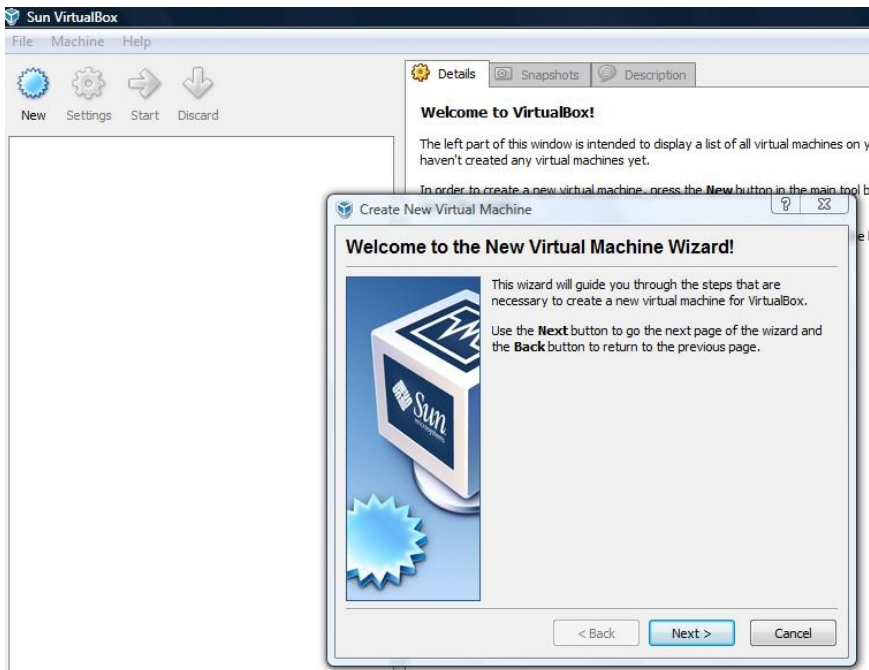 Sun VirtualBox
File Machine Help
New Settings Start Discard
Details Snapshots Description
Welcome to VirtualBox!
The left part of this window is intended to display a list of all virtual machines on
haven't created any virtual machines yet.
In order to create a new virtual machine, press the New button in the main tool
Create New Virtual Machine
Welcome to the New Virtual Machine Wizard!
This wizard will guide you through the steps that are
necessary to create a new virtual machine for VirtualBox.
Use the Next button to go the next page of the wizard and
the Back button to return to the previous page.
Sun
microsystems
< Back Next > Cancel